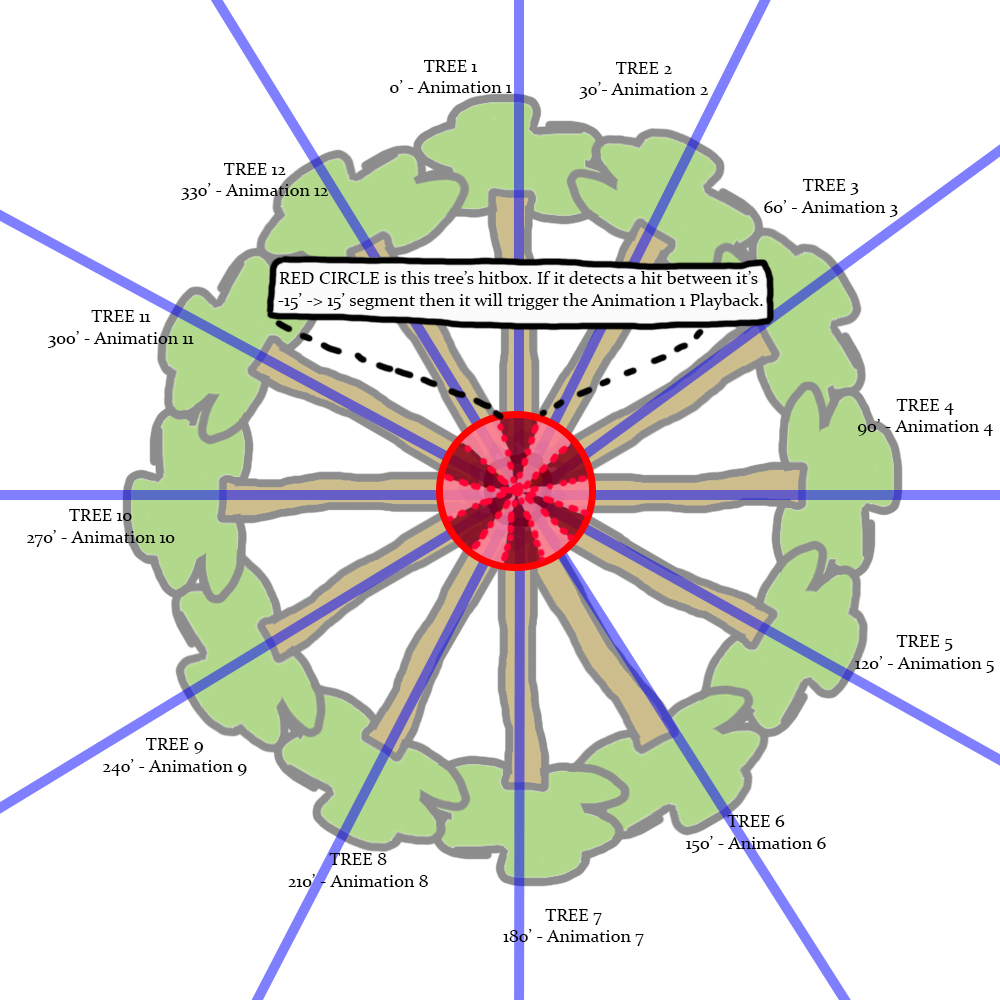 TREE 1
0’ - Animation 1
TREE 2
30’- Animation 2
TREE 12
330’ - Animation 12
TREE 3
60’ - Animation 3
RED CIRCLE is this tree’s hitbox. If it detects a hit between it’s
-15’ -> 15’ segment then it will trigger the Animation 1 Playback.
TREE 11
300’ - Animation 11
TREE 4
90’ - Animation 4
TREE 10
270’ - Animation 10
TREE 5
120’ - Animation 5
TREE 9
240’ - Animation 9
TREE 6
150’ - Animation 6
TREE 8
210’ - Animation 8
TREE 7
180’ - Animation 7